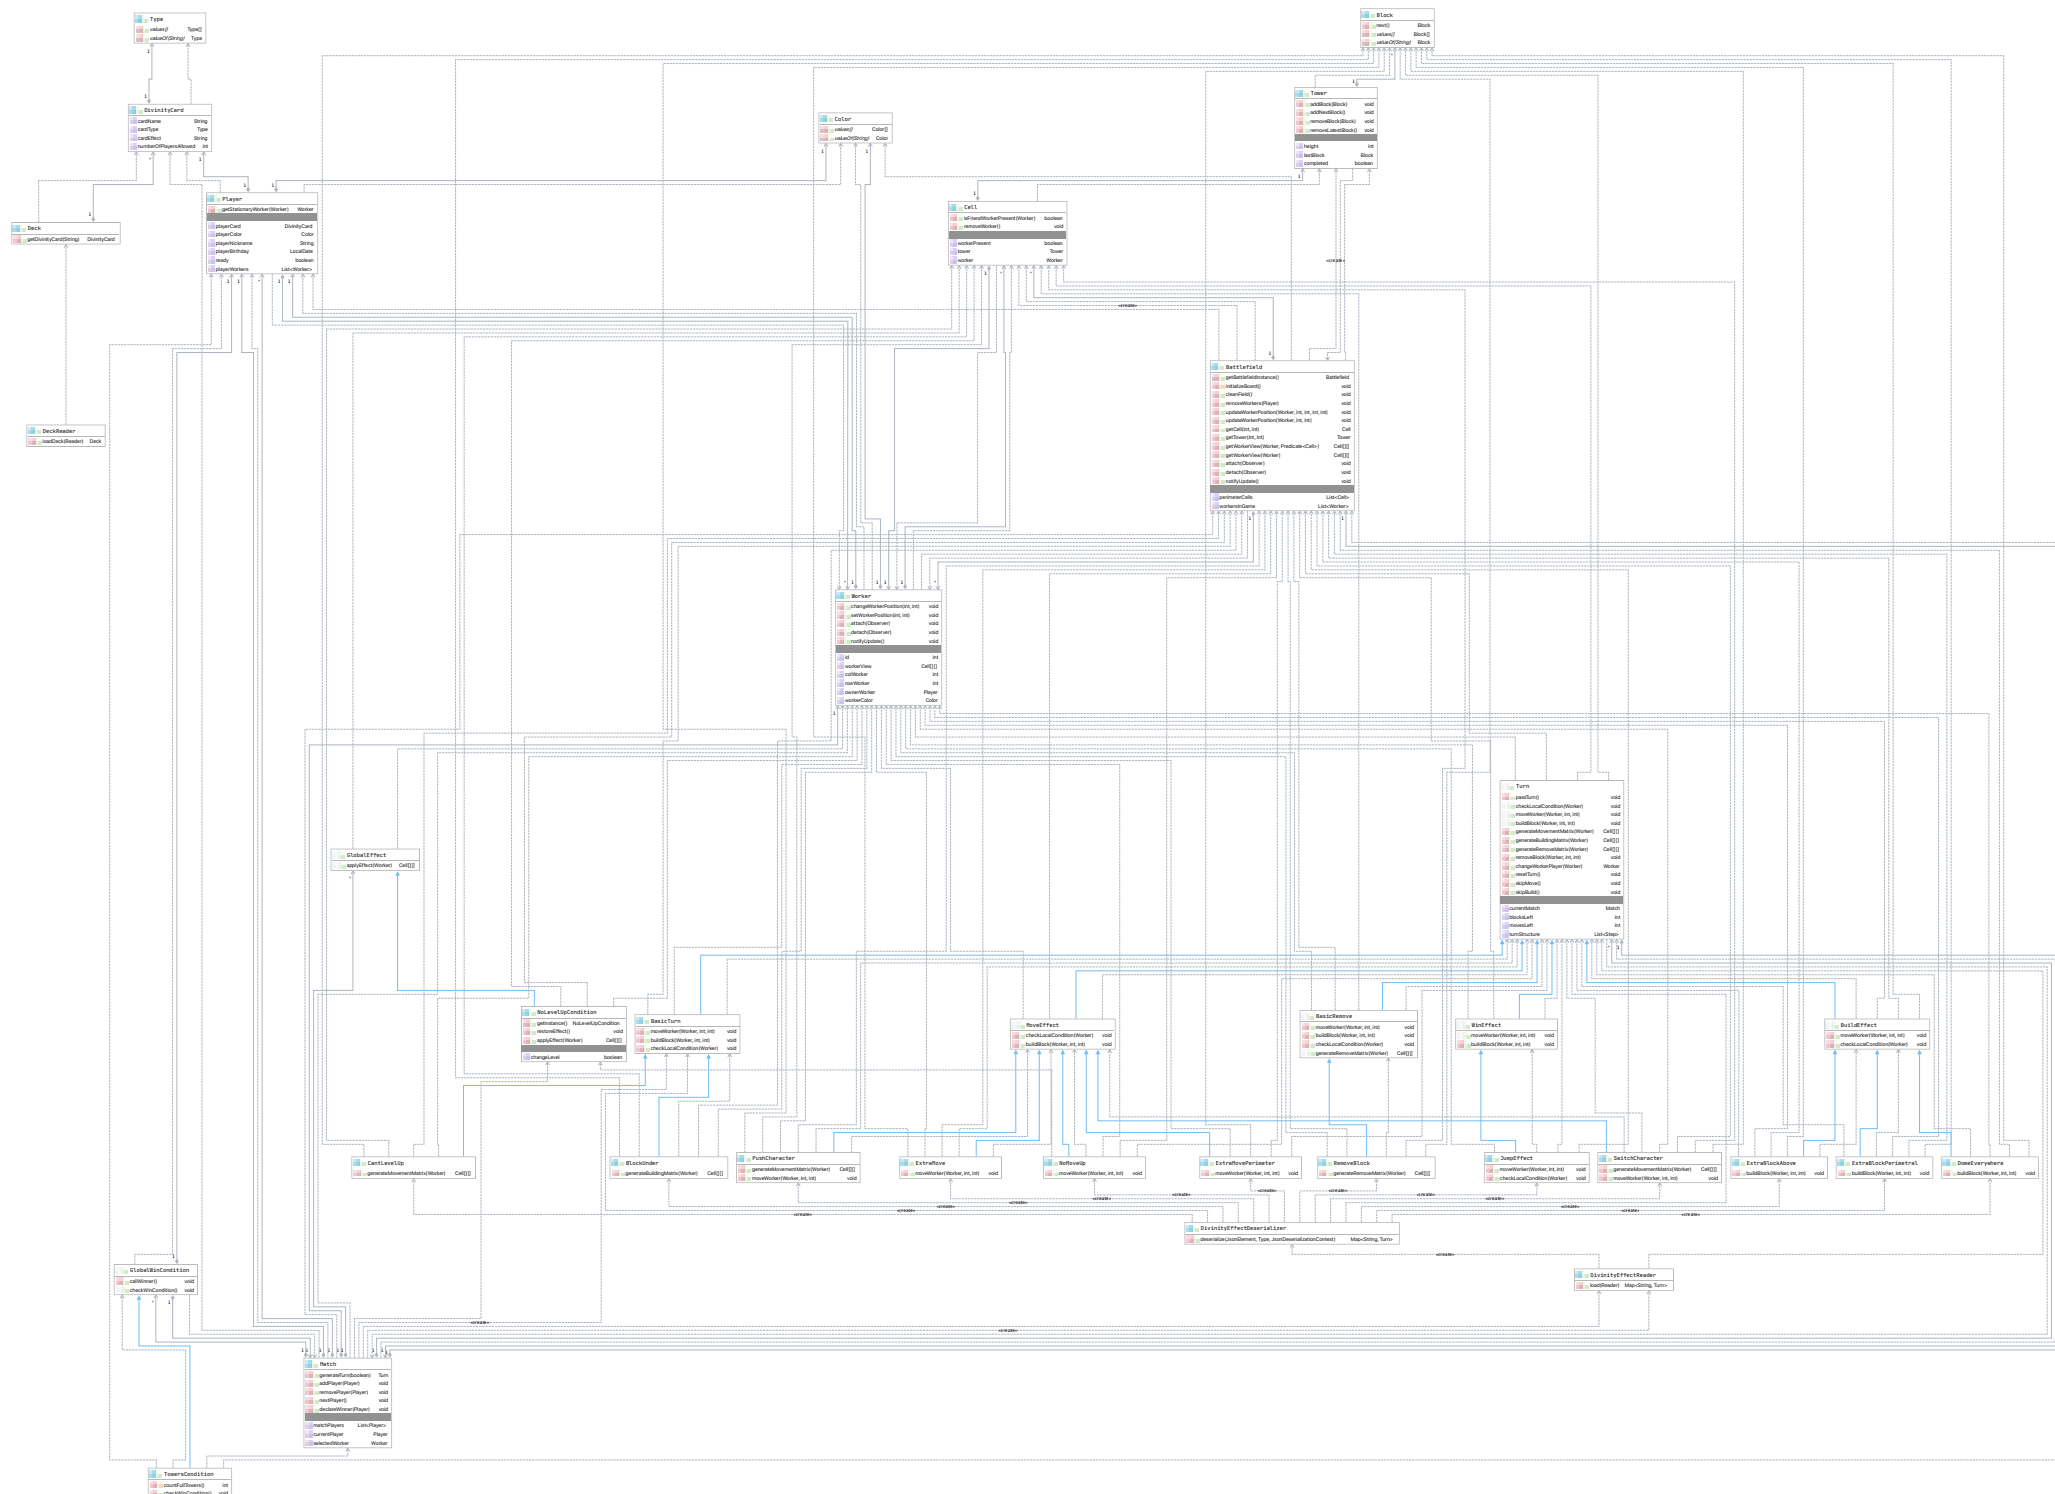 Type
values() Type[]
valueOf(String) Type
Block
next() Block
values() Block[]
valueOf(String) Block
DivinityCard
cardName String
cardType Type
cardEffect String
numberOfPlayersAllowed int
Tower
addBlock(Block) void
addNextBlock() void
removeBlock(Block) void
removeLatestBlock() void
height int
lastBlock Block
completed boolean
Color
values() Color[]
valueOf(String) Color
Player
getStationaryWorker(Worker) Worker
playerCard DivinityCard
playerColor Color
playerNickname String
playerBirthday LocalDate
ready boolean
playerWorkers List<Worker>
Deck
getDivinityCard(String) DivinityCard
Cell
isFriendWorkerPresent(Worker) boolean
removeWorker() void
workerPresent boolean
tower Tower
worker Worker
«create»
«create»
Battlefield
getBattlefieldInstance() Battlefield
initializeBoard() void
cleanField() void
removeWorkers(Player) void
updateWorkerPosition(Worker, int, int, int, int) void
updateWorkerPosition(Worker, int, int) void
getCell(int, int) Cell
getTower(int, int) Tower
getWorkerView(Worker, Predicate<Cell>) Cell[][]
getWorkerView(Worker) Cell[][]
attach(Observer) void
detach(Observer) void
notifyUpdate() void
perimeterCells List<Cell>
workersInGame List<Worker>
DeckReader
loadDeck(Reader) Deck
Worker
changeWorkerPosition(int, int) void
setWorkerPosition(int, int) void
attach(Observer) void
detach(Observer) void
notifyUpdate() void
id int
workerView Cell[][]
colWorker int
rowWorker int
ownerWorker Player
workerColor Color
Turn
passTurn() void
checkLocalCondition(Worker) void
moveWorker(Worker, int, int) void
buildBlock(Worker, int, int) void
generateMovementMatrix(Worker) Cell[][]
generateBuildingMatrix(Worker) Cell[][]
generateRemoveMatrix(Worker) Cell[][]
removeBlock(Worker, int, int) void
changeWorkerPlayer(Worker) Worker
resetTurn() void
skipMove() void
skipBuild() void
currentMatch Match
blocksLeft int
movesLeft int
turnStructure List<Step>
GlobalEffect
applyEffect(Worker) Cell[][]
NoLevelUpCondition
getInstance() NoLevelUpCondition
restoreEffect() void
applyEffect(Worker) Cell[][]
changeLevel boolean
BasicTurn
moveWorker(Worker, int, int) void
buildBlock(Worker, int, int) void
checkLocalCondition(Worker) void
MoveEffect
checkLocalCondition(Worker) void
buildBlock(Worker, int, int) void
BasicRemove
moveWorker(Worker, int, int) void
buildBlock(Worker, int, int) void
checkLocalCondition(Worker) void
generateRemoveMatrix(Worker) Cell[][]
WinEffect
moveWorker(Worker, int, int) void
buildBlock(Worker, int, int) void
BuildEffect
moveWorker(Worker, int, int) void
checkLocalCondition(Worker) void
CantLevelUp
generateMovementMatrix(Worker) Cell[][]
BlockUnder
generateBuildingMatrix(Worker) Cell[][]
PushCharacter
generateMovementMatrix(Worker) Cell[][]
moveWorker(Worker, int, int) void
ExtraMove
moveWorker(Worker, int, int) void
NoMoveUp
moveWorker(Worker, int, int) void
ExtraMovePerimeter
moveWorker(Worker, int, int) void
RemoveBlock
generateRemoveMatrix(Worker) Cell[][]
JumpEffect
moveWorker(Worker, int, int) void
checkLocalCondition(Worker) void
SwitchCharacter
generateMovementMatrix(Worker) Cell[][]
moveWorker(Worker, int, int) void
ExtraBlockAbove
buildBlock(Worker, int, int) void
ExtraBlockPerimetral
buildBlock(Worker, int, int) void
DomeEverywhere
buildBlock(Worker, int, int) void
«create»
«create»
«create»
«create»
«create»
«create»
«create»
«create»
«create»
«create»
«create»
«create»
DivinityEffectDeserializer
deserialize(JsonElement, Type, JsonDeserializationContext) Map<String, Turn>
«create»
GlobalWinCondition
callWinner() void
checkWinCondition() void
DivinityEffectReader
load(Reader) Map<String, Turn>
«create»
«create»
Match
generateTurn(boolean) Turn
addPlayer(Player) void
removePlayer(Player) void
nextPlayer() void
declareWinner(Player) void
matchPlayers List<Player>
currentPlayer Player
selectedWorker Worker
TowersCondition
countFullTowers() int
checkWinCondition() void